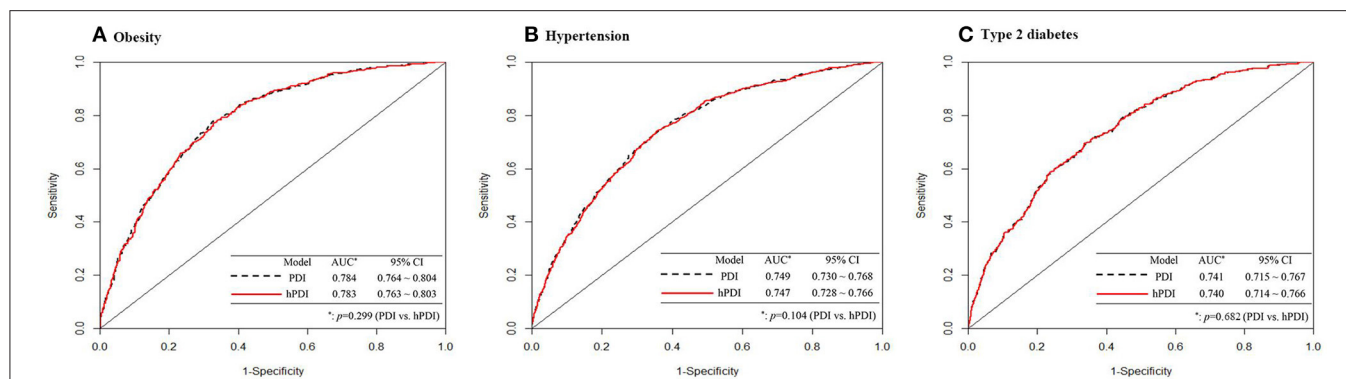 A Obesity
Sensitivity
1.0
0.8
0.6
0.4
0.2
0.0
Model AUC* 95% CI
PDI 0.784 0.764 ~ 0.804
hPDI 0.783 0.763 ~ 0.803
*: p=0.299 (PDI vs. hPDI)
0.0 0.2 0.4 0.6 0.8 1.0
1-Specificity
B Hypertension
Sensitivity
1.0
0.8
0.6
0.4
0.2
0.0
Model AUC* 95% CI
PDI 0.749 0.730 ~ 0.768
hPDI 0.747 0.728 ~ 0.766
*: p=0.104 (PDI vs. hPDI)
0.0 0.2 0.4 0.6 0.8 1.0
1-Specificity
C Type 2 diabetes
Sensitivity
1.0
0.8
0.6
0.4
0.2
0.0
Model AUC* 95% CI
PDI 0.741 0.715 ~ 0.767
hPDI 0.740 0.714 ~ 0.766
*: p=0.682 (PDI vs. hPDI)
0.0 0.2 0.4 0.6 0.8 1.0
1-Specificity